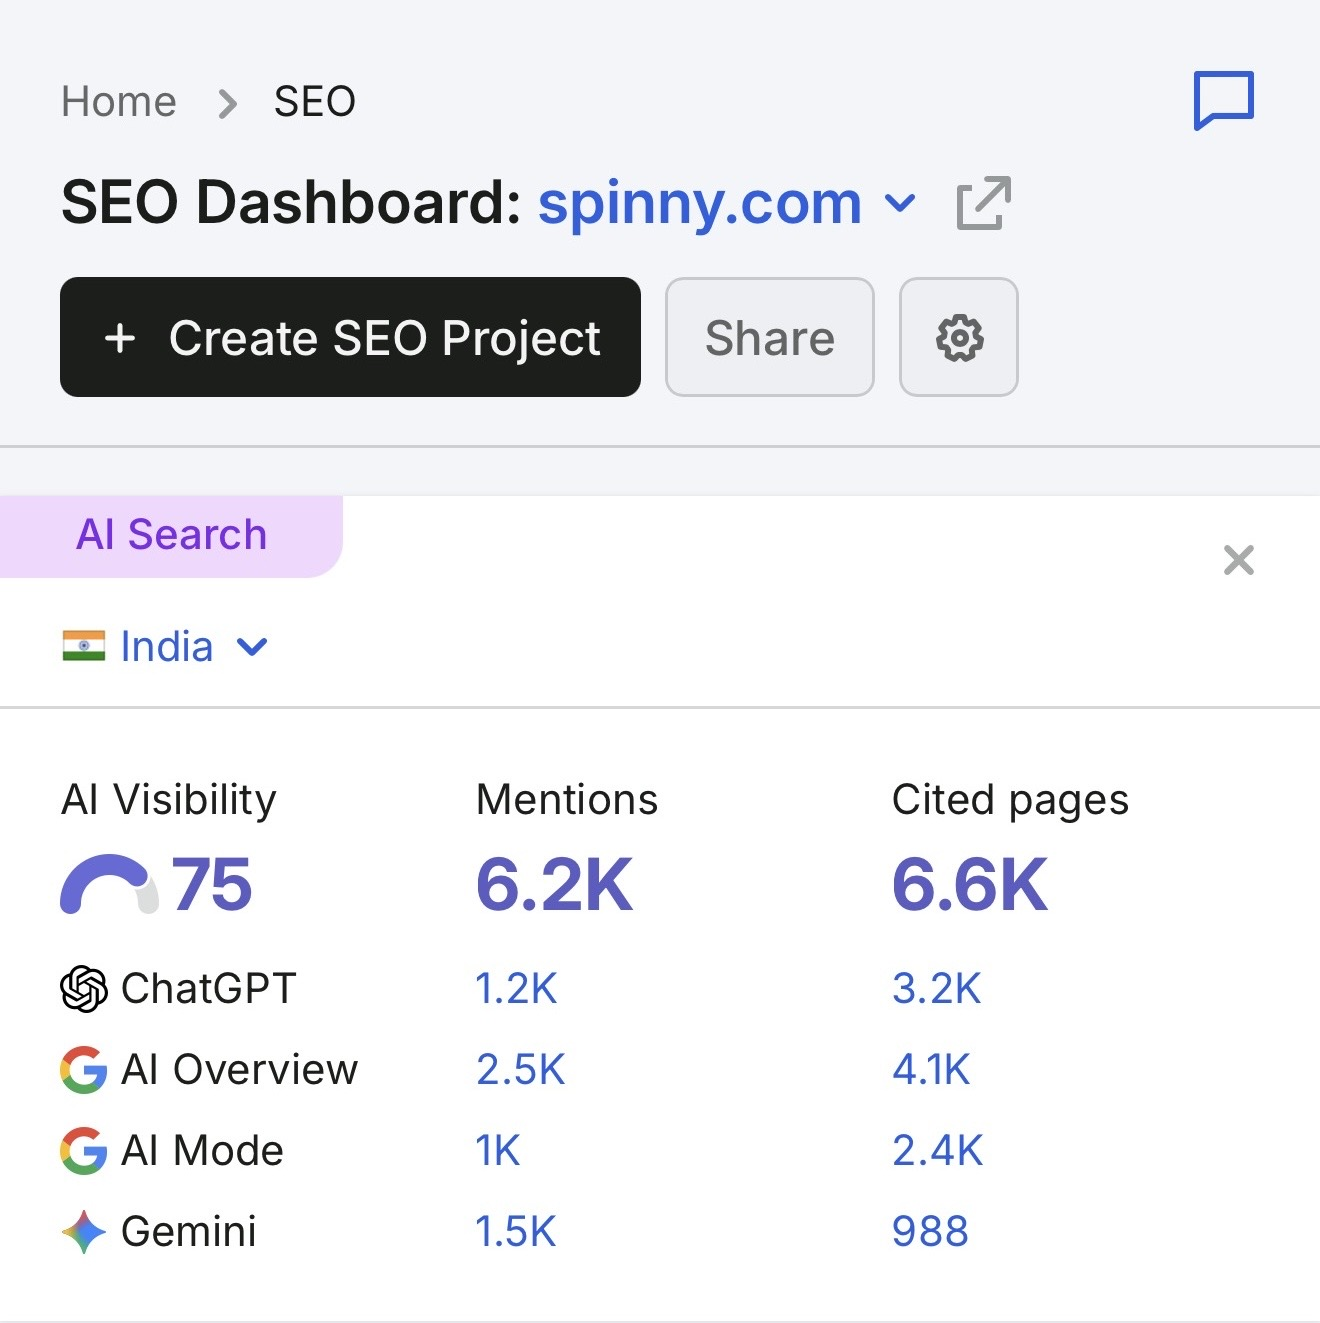 Home > SEO
SEO Dashboard: spinny.com
+ Create SEO Project Share
AI Search
India
AI Visibility Mentions Cited pages
75 6.2K 6.6K
ChatGPT 1.2K 3.2K
AI Overview 2.5K 4.1K
AI Mode 1K 2.4K
Gemini 1.5K 988